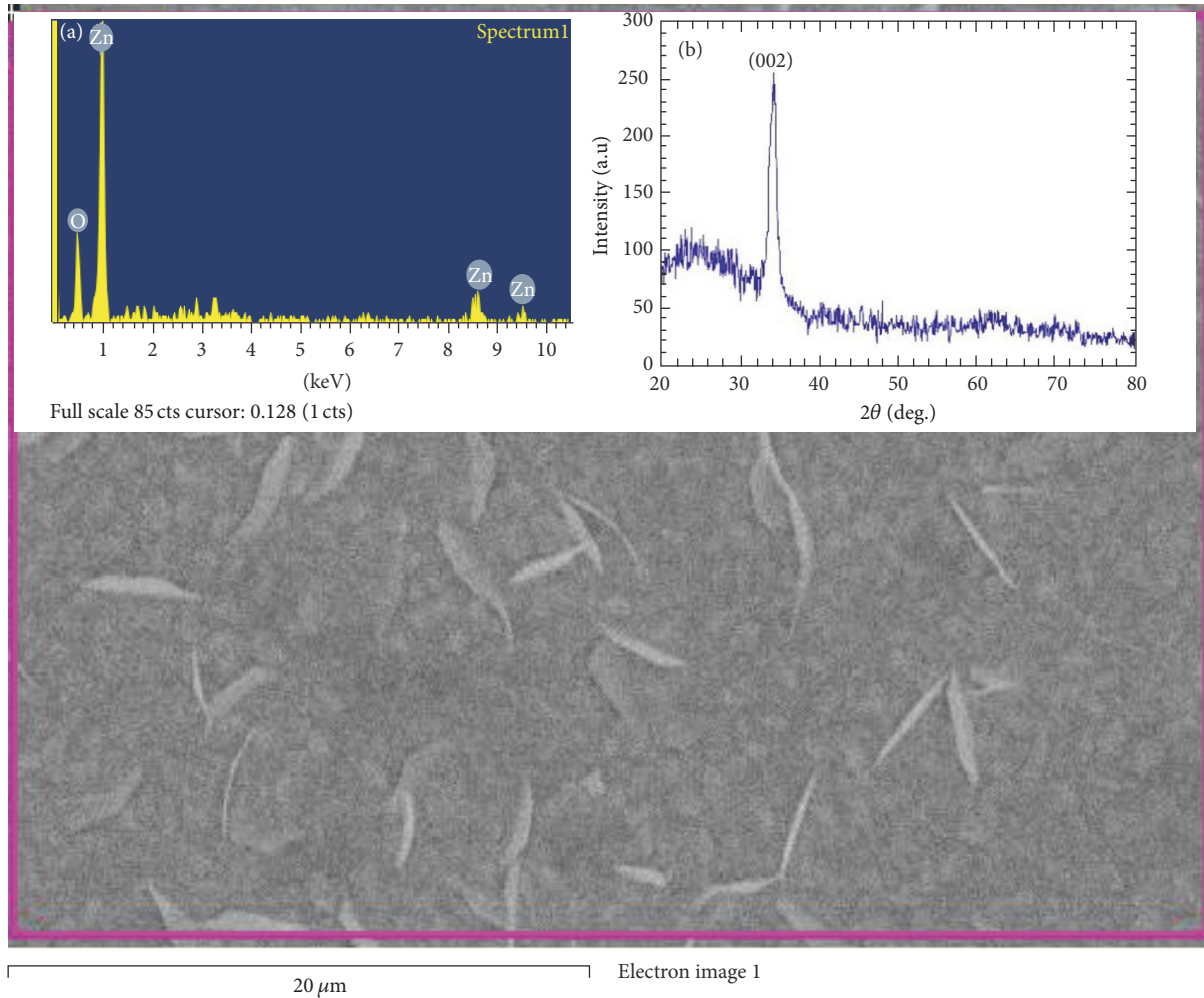 (a)
Zn
Spectrum1
O
Zn
Zn
1 2 3 4 5 6 7 8 9 10
(keV)
Full scale 85 cts cursor: 0.128 (1 cts)
(b)
(002)
300
250
200
150
100
50
0
Intensity (a.u)
20 30 40 50 60 70 80
2θ (deg.)
20 μm
Electron image 1